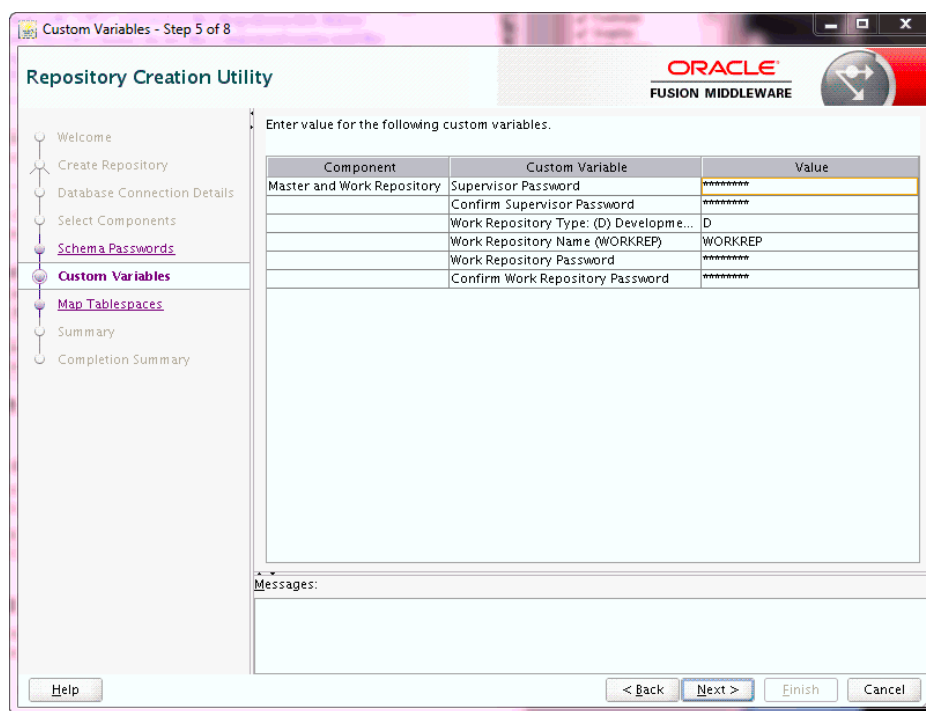 Custom Variables - Step 5 of 8
Repository Creation Utility
ORACLE
FUSION MIDDLEWARE
Welcome
Create Repository
Database Connection Details
Select Components
Schema Passwords
Custom Variables
Map Tablespaces
Summary
Completion Summary
Enter value for the following custom variables.
Component Custom Variable Value
Master and Work Repository Supervisor Password ********
Confirm Supervisor Password ********
Work Repository Type: (D) Developme... D
Work Repository Name (WORKREP) WORKREP
Work Repository Password ********
Confirm Work Repository Password ********
Messages:
Help < Back Next > Finish Cancel